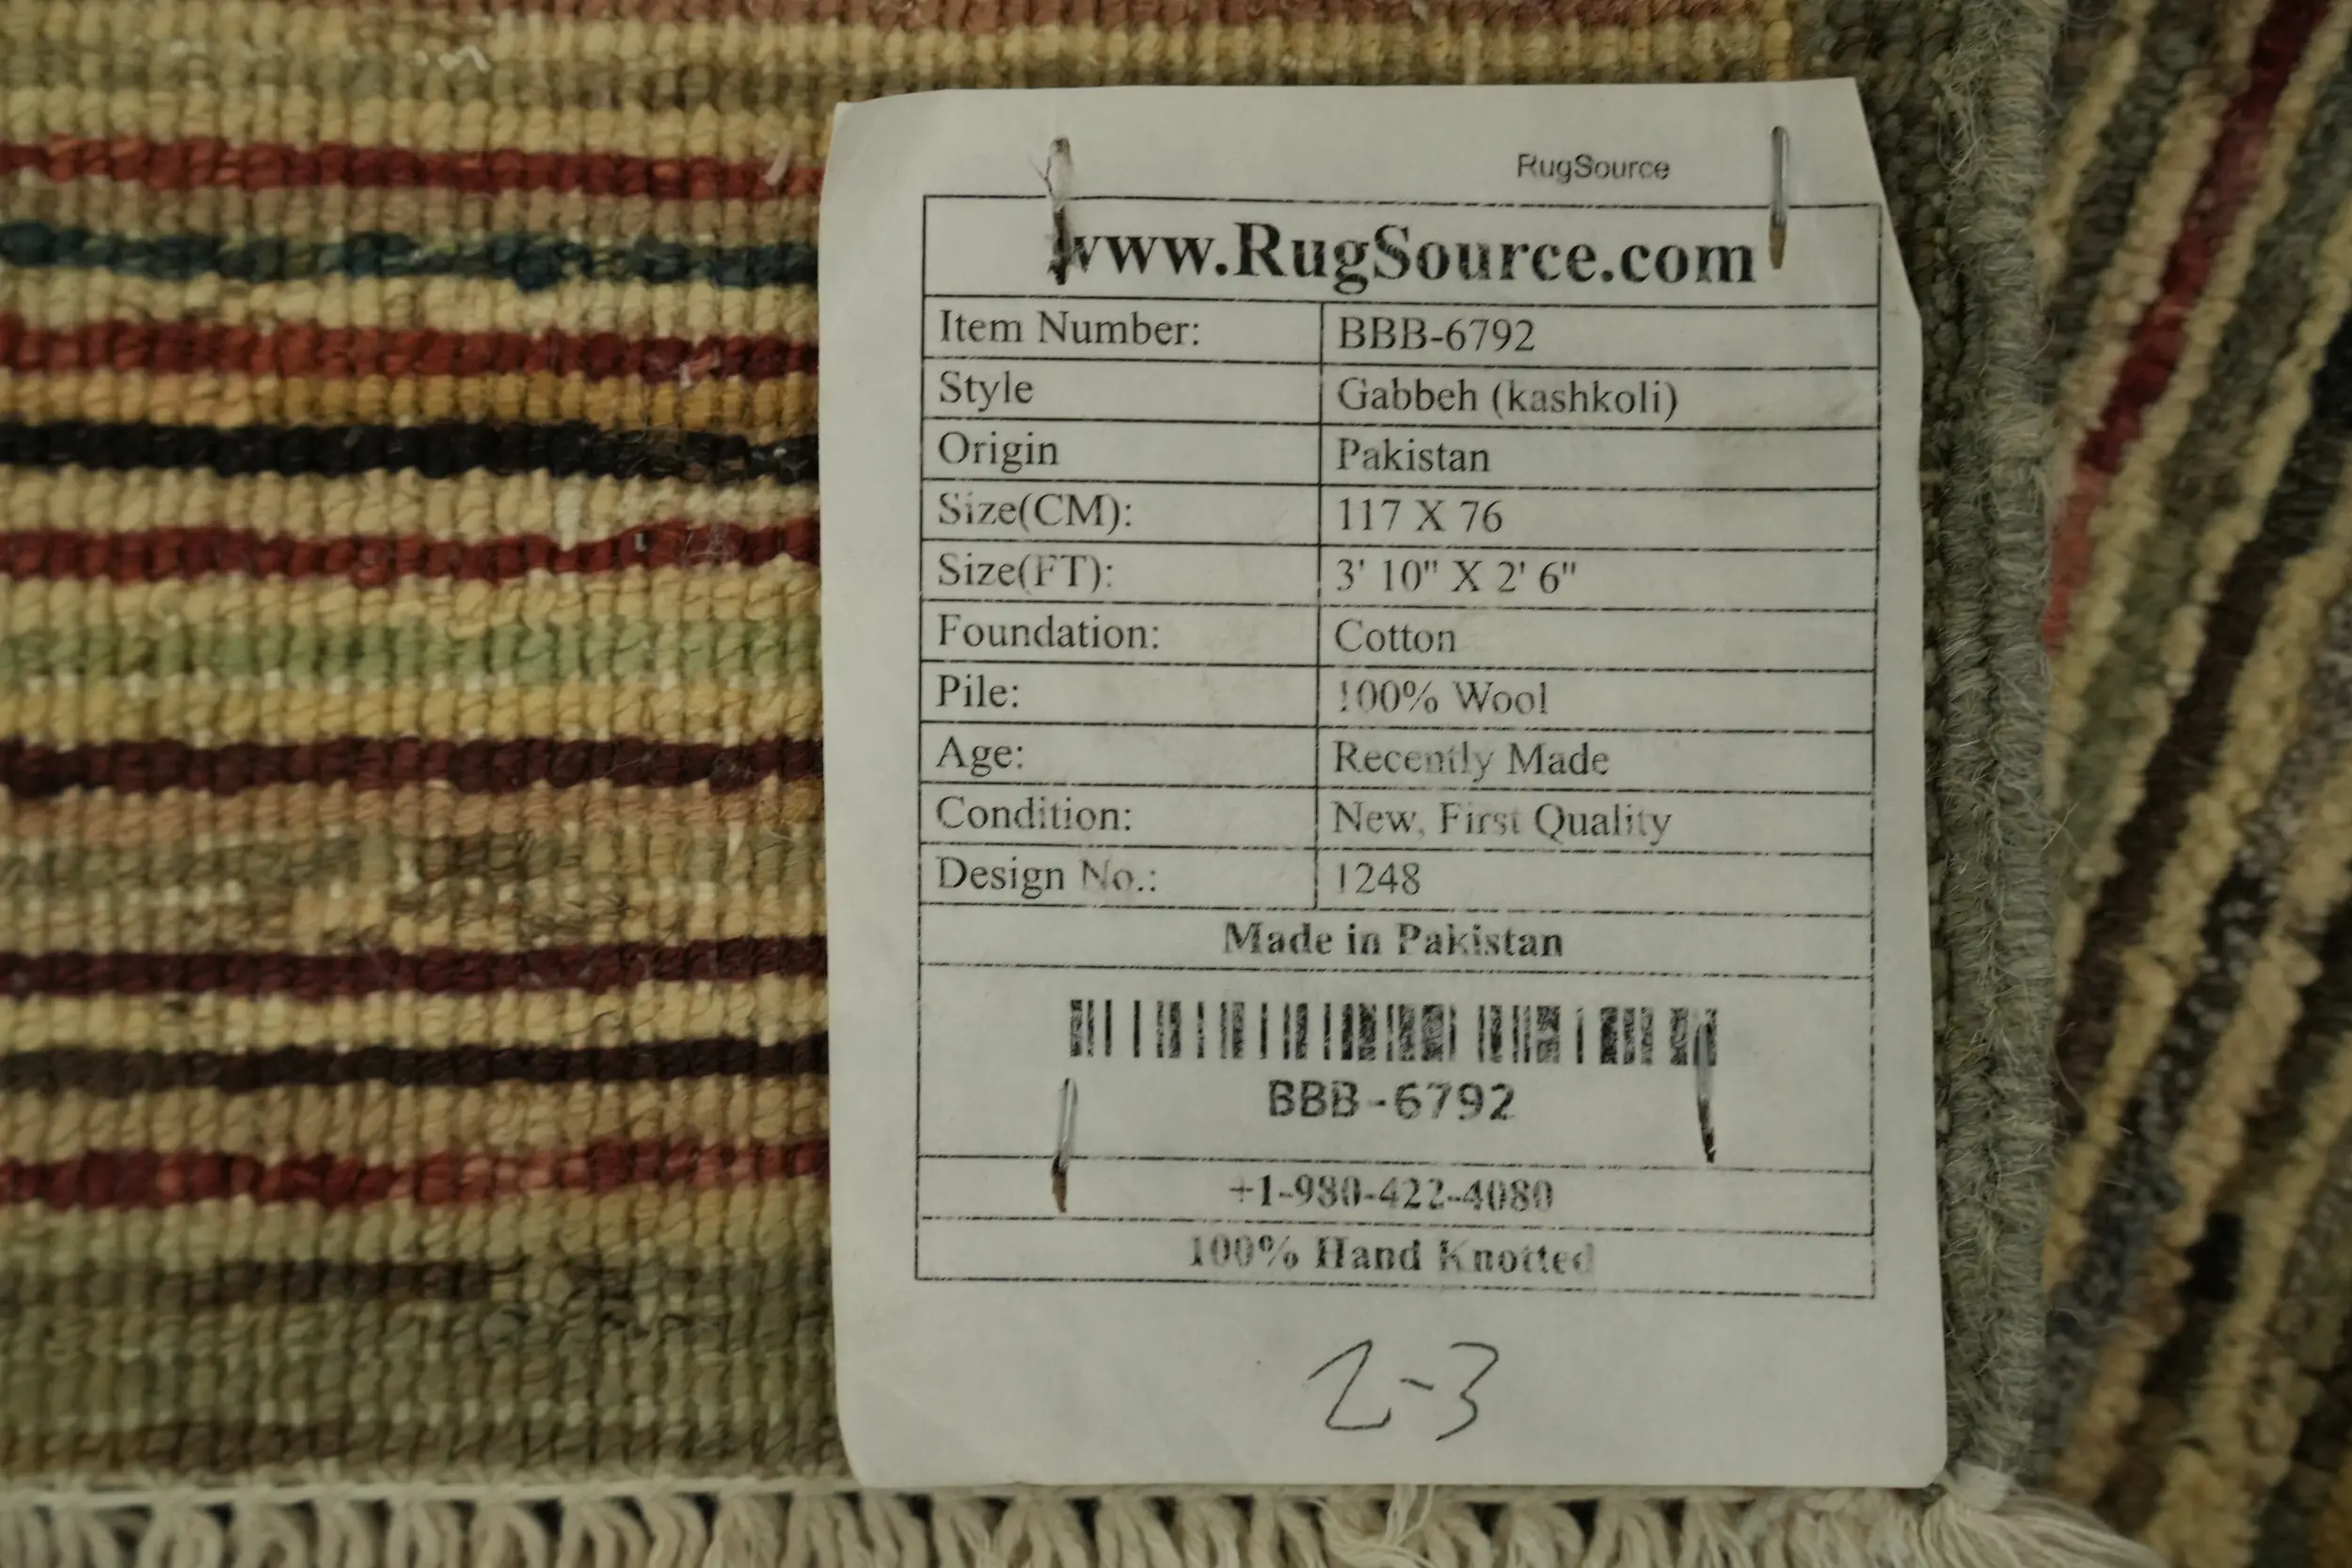 RugSource
www.RugSource.com
Item Number: BBB-6792
Style Gabbeh (kashkoli)
Origin Pakistan
Size(CM): 117 X 76
Size(FT): 3' 10" X 2' 6"
Foundation: Cotton
Pile: 100% Wool
Age: Recently Made
Condition: New, First Quality
Design No.: 1248
Made in Pakistan
BBB-6792
+1-980-422-4080
100% Hand Knotted
2-3